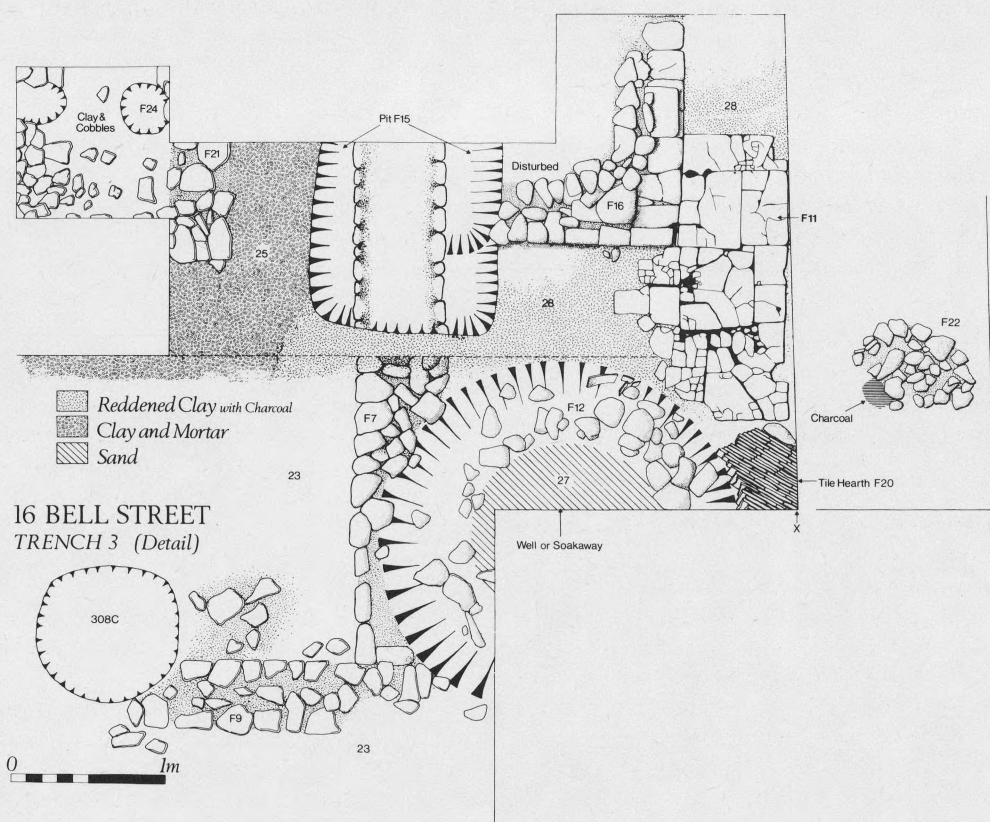 28
F24
Clay &
Cobbles
Pit F15
F21
Disturbed
F16
F11
25
28
F22
Reddened Clay with Charcoal
Clay and Mortar
Sand
F7
F12
Charcoal
23
27
Tile Hearth F20
16 BELL STREET
TRENCH 3 (Detail)
X
Well or Soakaway
308C
F9
23
0 1m